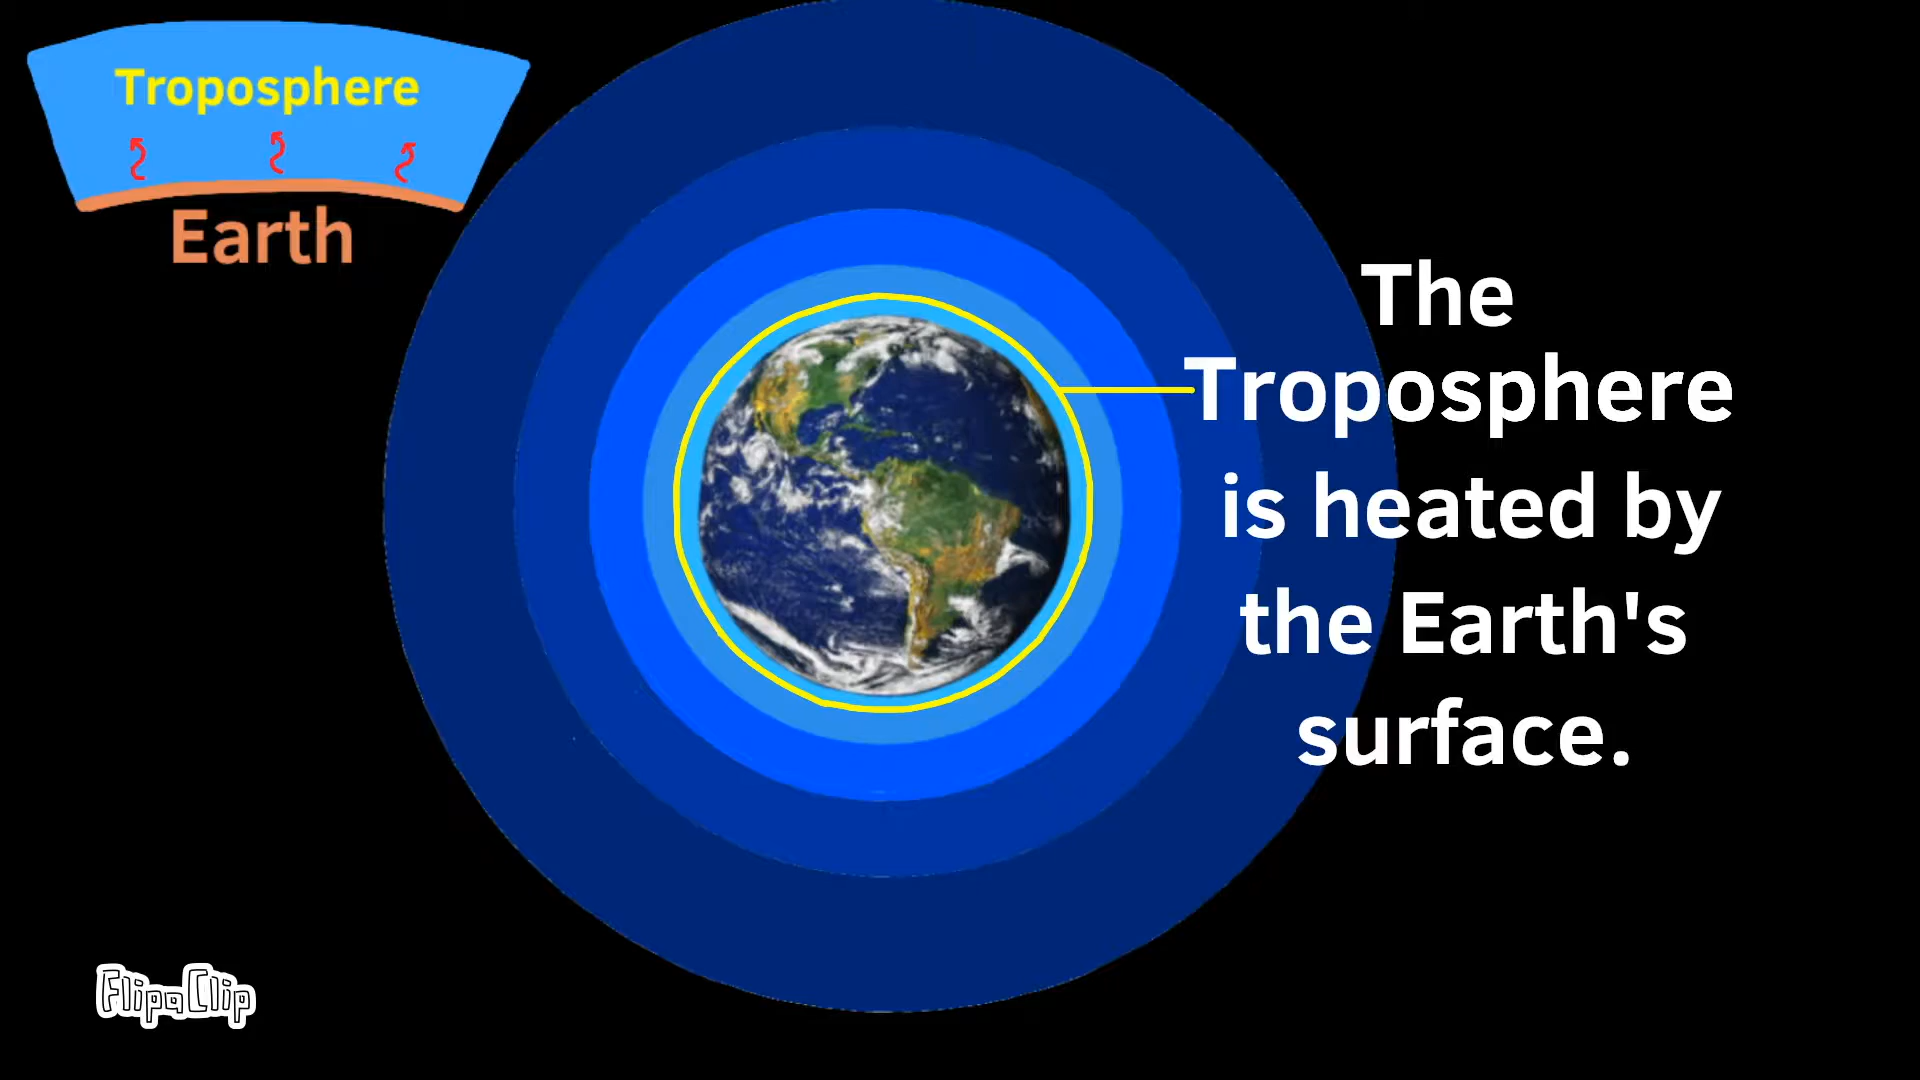 Troposphere
Earth
The
Troposphere
is heated by
the Earth's
surface.
FlipaClip